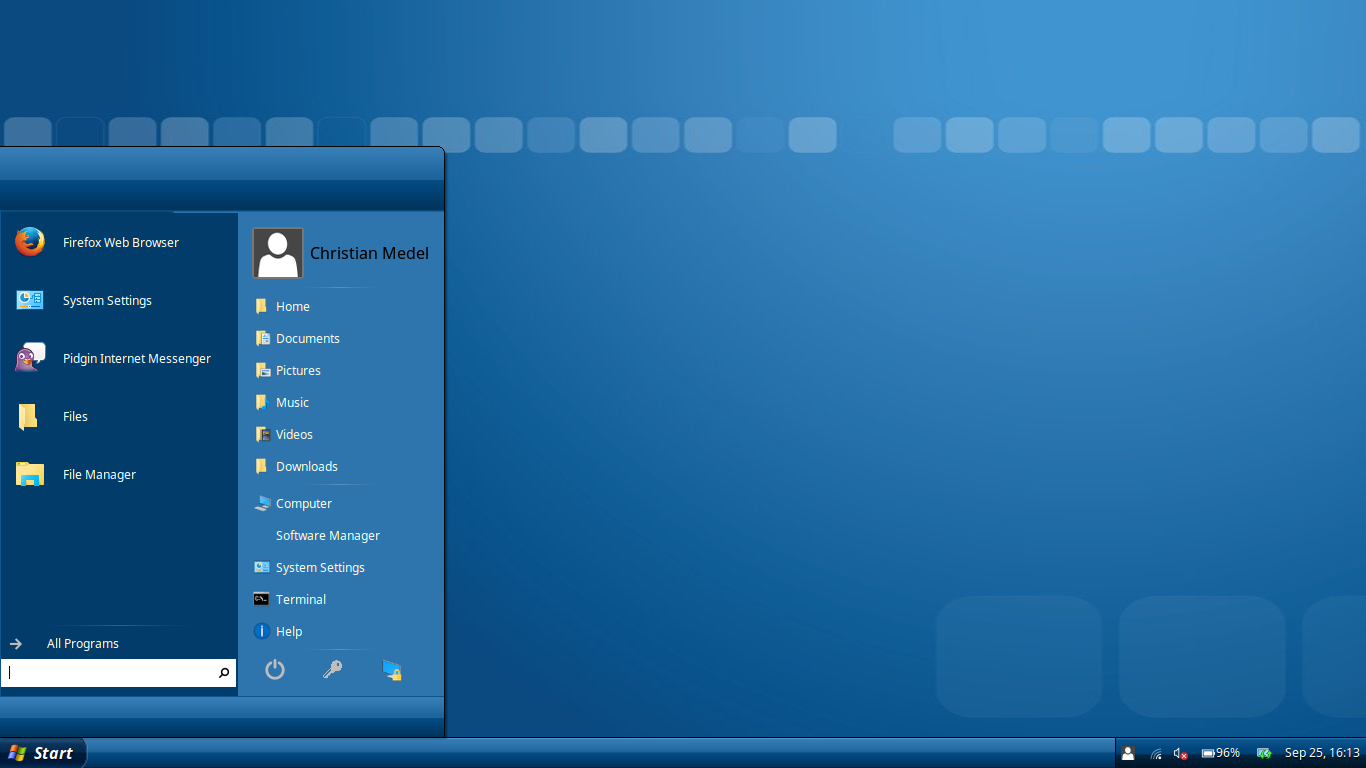 Firefox Web Browser
System Settings
Pidgin Internet Messenger
Files
File Manager
All Programs
Christian Medel
Home
Documents
Pictures
Music
Videos
Downloads
Computer
Software Manager
System Settings
Terminal
Help
Start
96%
Sep 25, 16:13